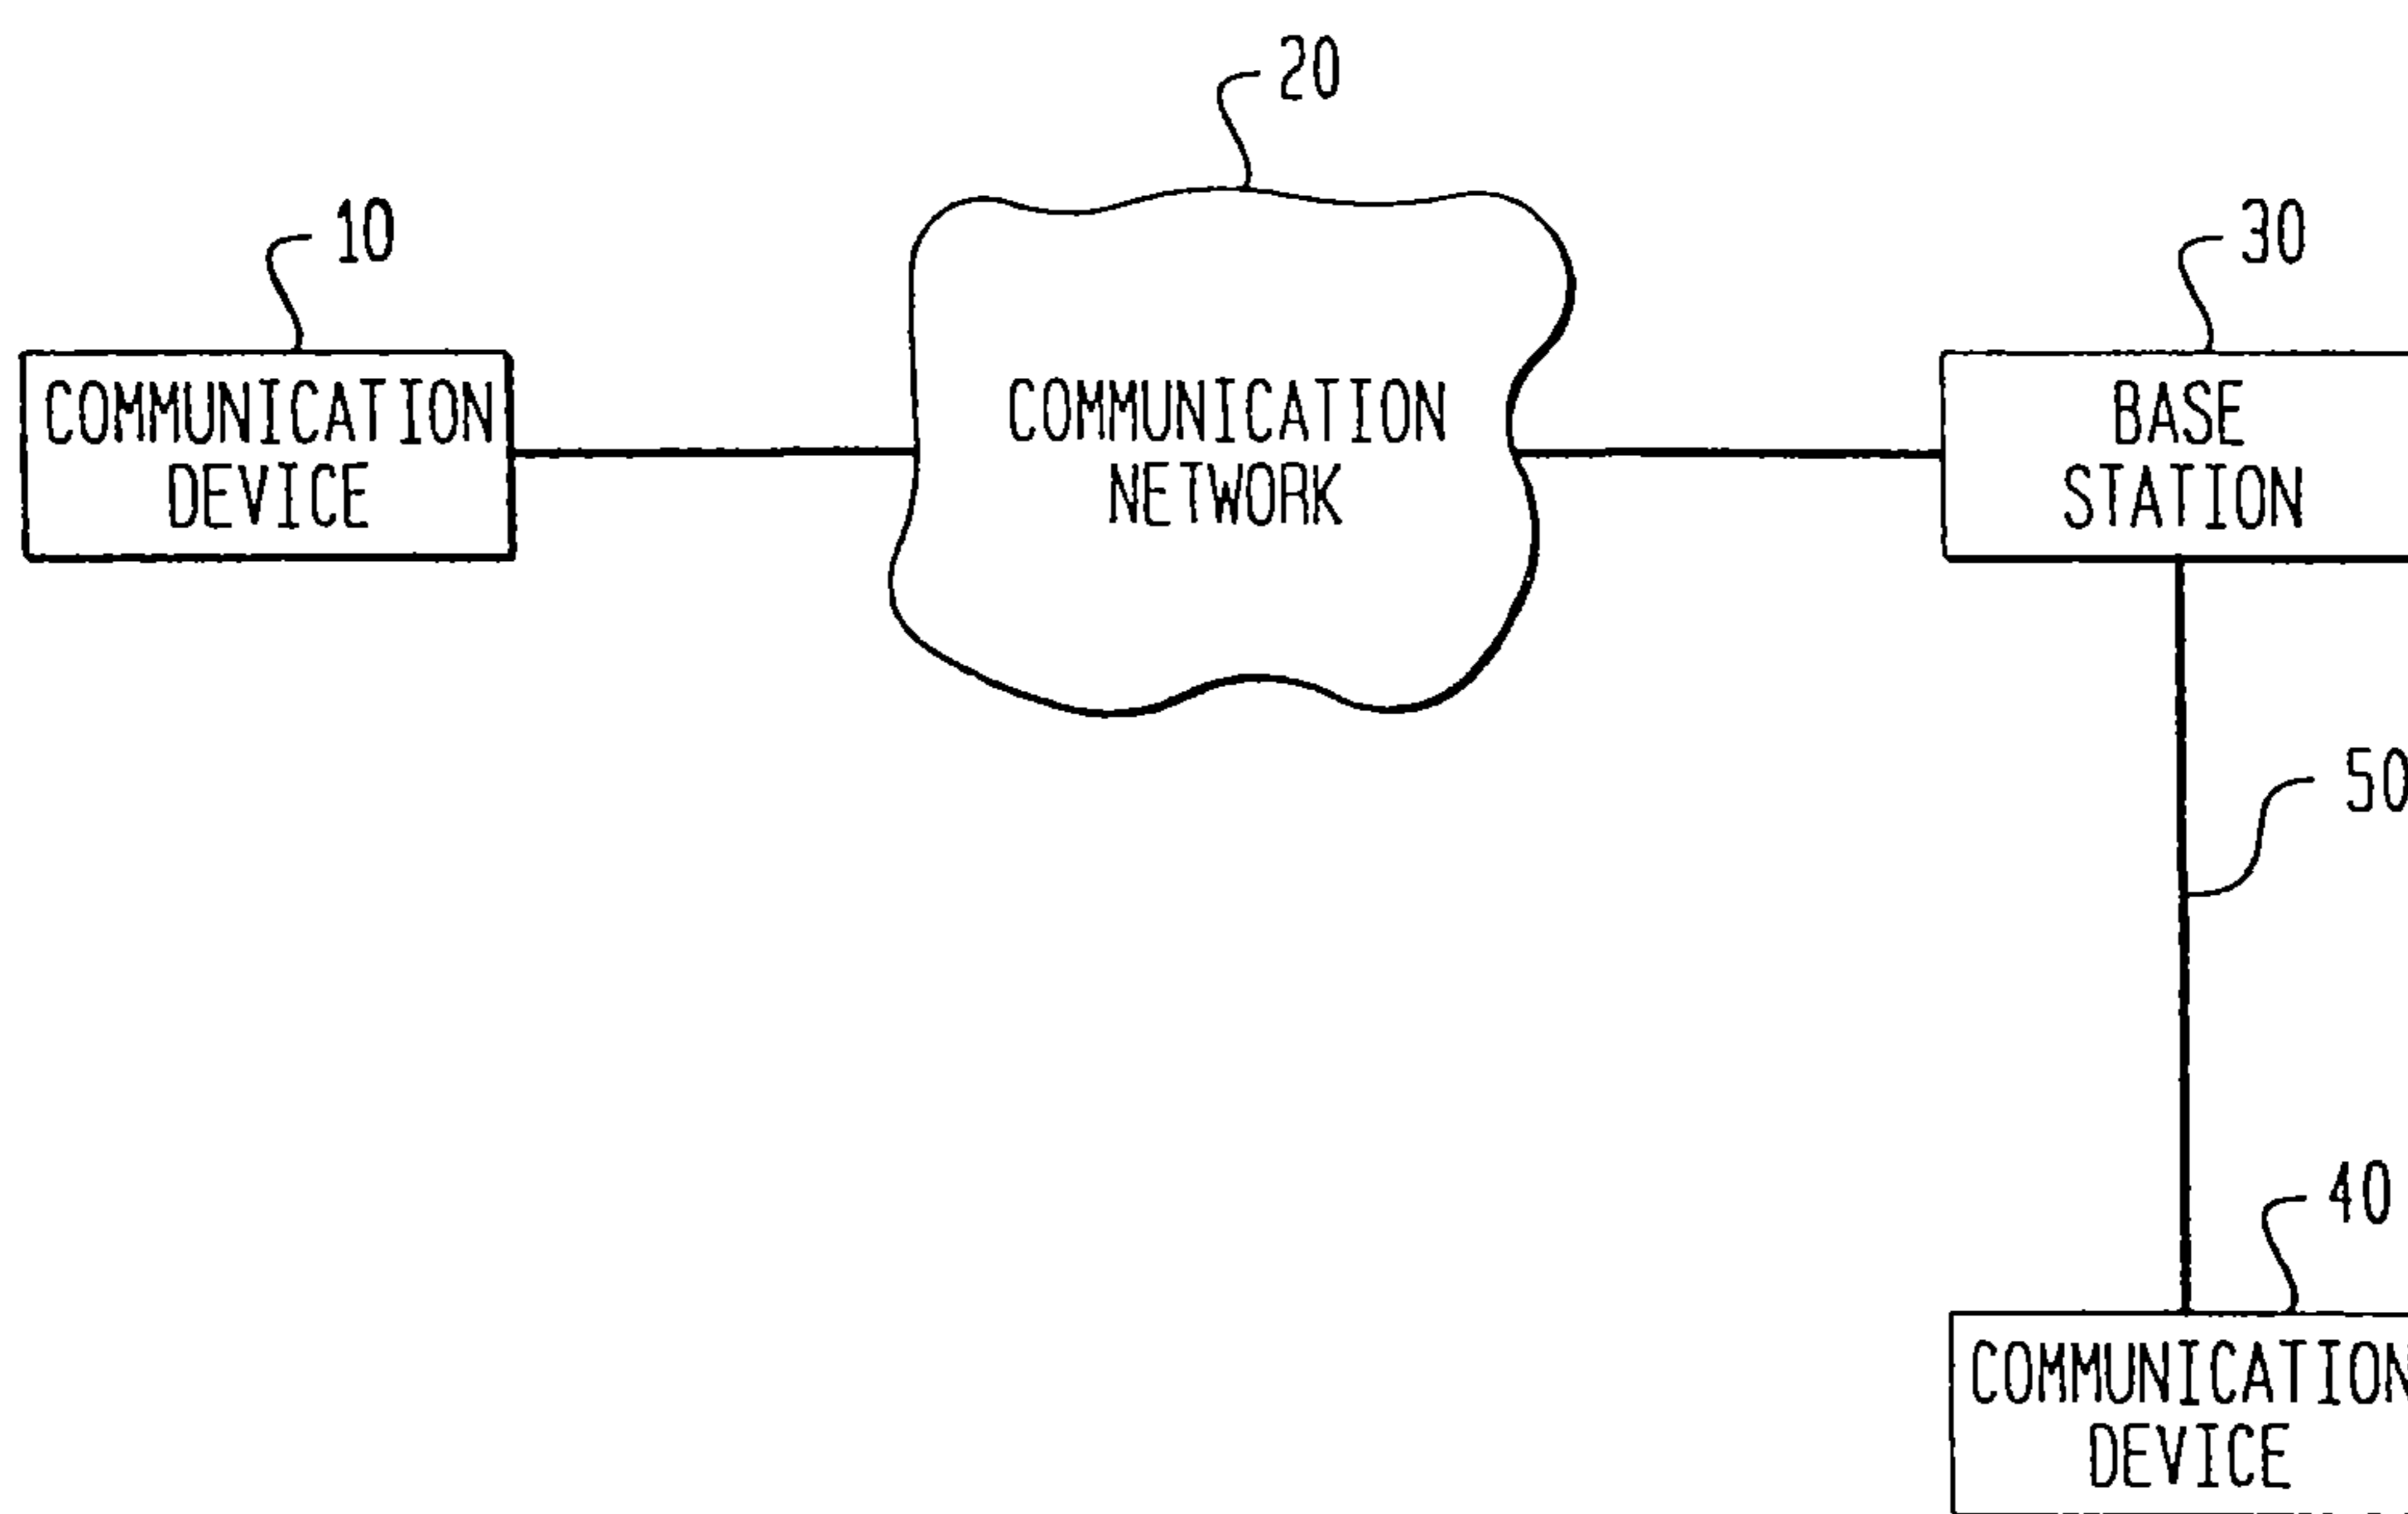 20
10
30
COMMUNICATION
DEVICE
COMMUNICATION
NETWORK
BASE
STATION
50
40
COMMUNICATION
DEVICE